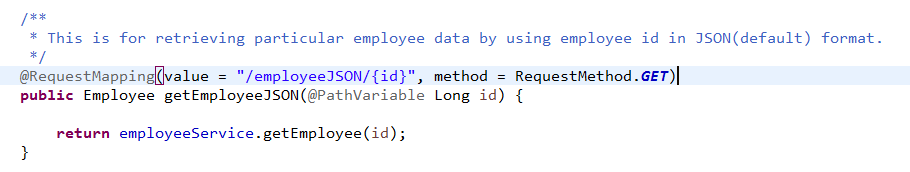 /**
 * This is for retrieving particular employee data by using employee id in JSON(default) format.
 */
@RequestMapping(value = "/employeeJSON/{id}", method = RequestMethod.GET)
public Employee getEmployeeJSON(@PathVariable Long id) {
    return employeeService.getEmployee(id);
}